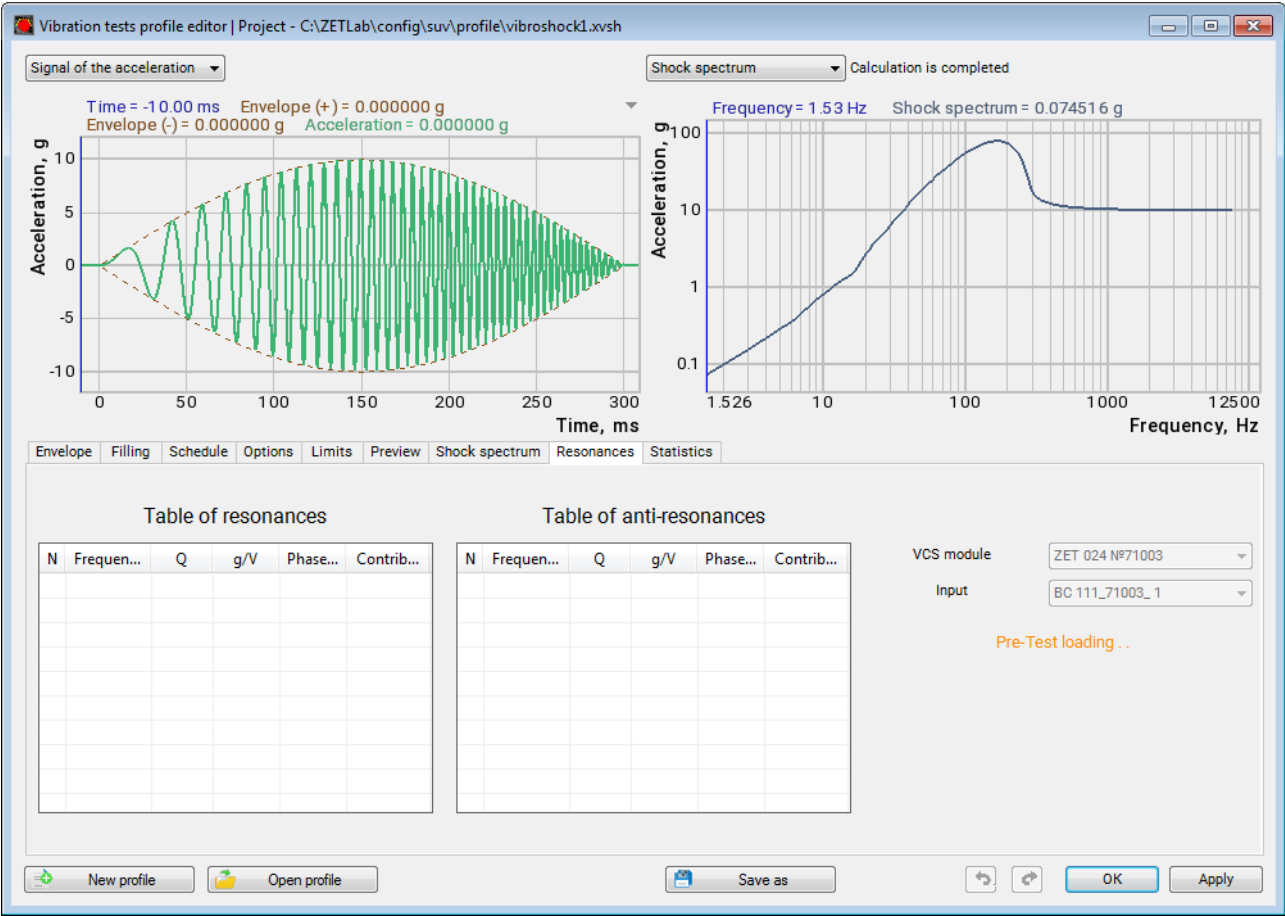 Vibration tests profile editor | Project - C:\ZETLab\config\suv\profile\vibroshock1.xvsh
Signal of the acceleration
Shock spectrum
Calculation is completed
Time = -10.00 ms Envelope (+) = 0.000000 g
Envelope (-) = 0.000000 g Acceleration = 0.000000 g
Acceleration, g
10
5
0
-5
-10
0 50 100 150 200 250 300
Time, ms
Frequency = 1.53 Hz Shock spectrum = 0.074516 g
Acceleration, g
100
10
1
0.1
1.526 10 100 1000 12500
Frequency, Hz
Envelope Filling Schedule Options Limits Preview Shock spectrum Resonances Statistics
Table of resonances
N Frequen... Q g/V Phase... Contrib...
Table of anti-resonances
N Frequen... Q g/V Phase... Contrib...
VCS module ZET 024 №71003
Input BC 111_71003_ 1
Pre-Test loading . .
New profile Open profile Save as OK Apply